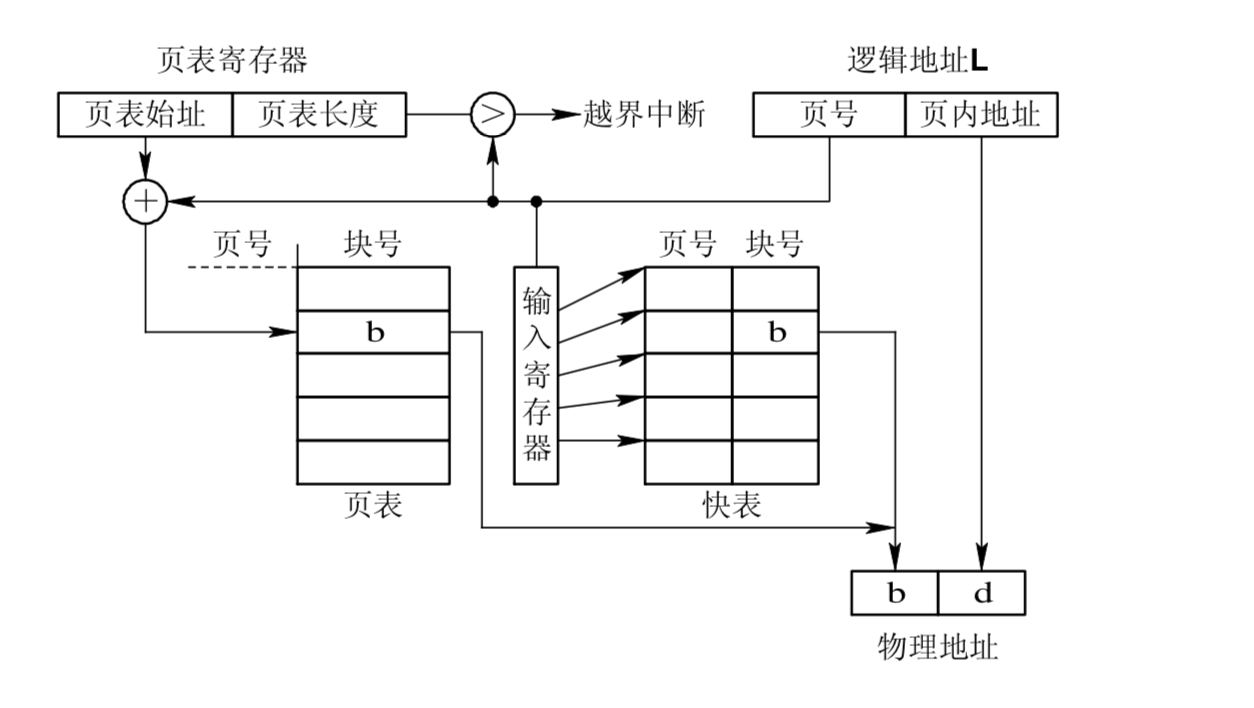 页表寄存器
逻辑地址L
页表始址 页表长度 > 越界中断 页号 页内地址
+
页号 块号 页号 块号
输入寄存器
b b
页表 快表
b d
物理地址